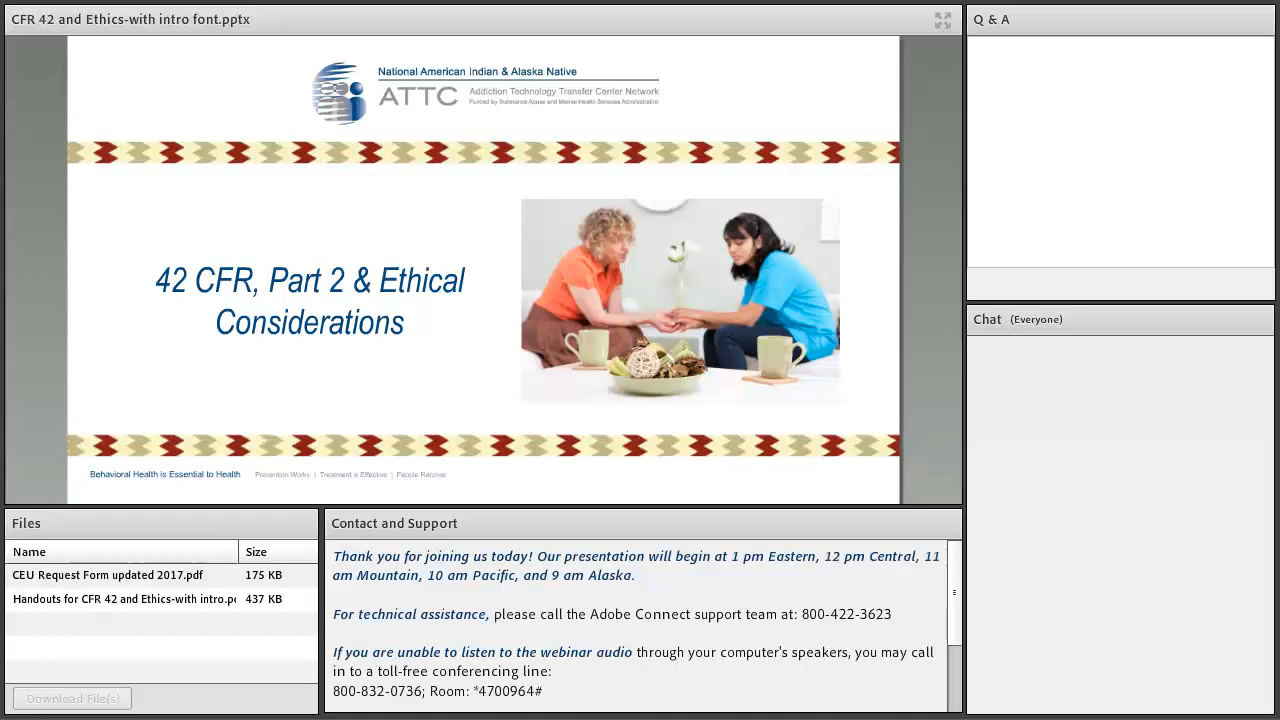 CFR 42 and Ethics-with intro font.pptx
National American Indian & Alaska Native
ATTC
Addiction Technology Transfer Center Network
Funded by Substance Abuse and Mental Health Services Administration
42 CFR, Part 2 & Ethical
Considerations
Behavioral Health is Essential to Health
Prevention Works | Treatment is Effective | People Recover
Q & A
Chat (Everyone)
Files
Name Size
CEU Request Form updated 2017.pdf 175 KB
Handouts for CFR 42 and Ethics-with intro.pc 437 KB
Download File(s)
Contact and Support
Thank you for joining us today! Our presentation will begin at 1 pm Eastern, 12 pm Central, 11
am Mountain, 10 am Pacific, and 9 am Alaska.
For technical assistance, please call the Adobe Connect support team at: 800-422-3623
If you are unable to listen to the webinar audio through your computer's speakers, you may call
in to a toll-free conferencing line:
800-832-0736; Room: *4700964#